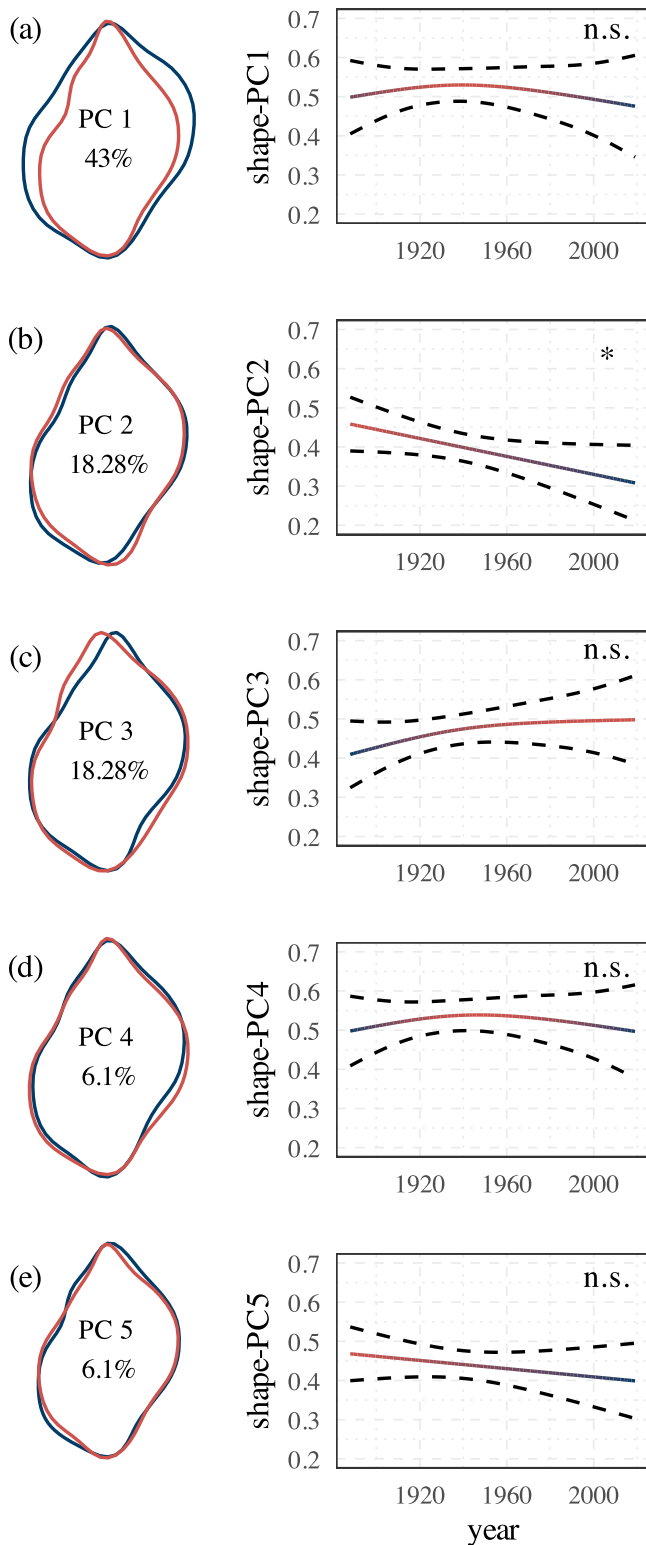 (a)
PC 1
43%
shape-PC1
0.7
0.6
0.5
0.4
0.3
0.2
n.s.
1920 1960 2000
(b)
PC 2
18.28%
shape-PC2
0.7
0.6
0.5
0.4
0.3
0.2
*
1920 1960 2000
(c)
PC 3
18.28%
shape-PC3
0.7
0.6
0.5
0.4
0.3
0.2
n.s.
1920 1960 2000
(d)
PC 4
6.1%
shape-PC4
0.7
0.6
0.5
0.4
0.3
0.2
n.s.
1920 1960 2000
(e)
PC 5
6.1%
shape-PC5
0.7
0.6
0.5
0.4
0.3
0.2
n.s.
1920 1960 2000
year